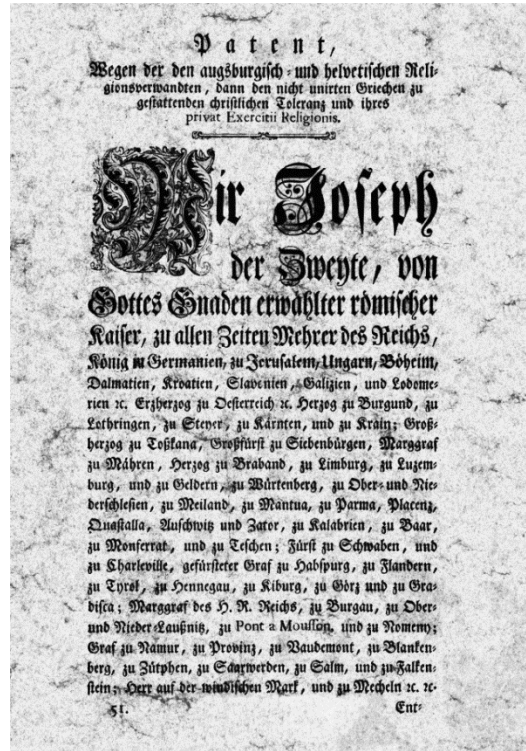 Patent,
Wegen der den augsburgisch- und helvetischen Reli-
gionsverwandten, dann den nicht unirten Griechen zu
gestattenden christlichen Toleranz und ihres
privat Exercitii Religionis.
Wir Joseph
der Zweyte, von
Gottes Gnaden erwählter römischer
Kaiser, zu allen Zeiten Mehrer des Reichs,
König in Germanien, zu Jerusalem, Ungarn, Böheim,
Dalmatien, Kroatien, Slavenien, Galizien, und Lodome-
rien ꝛc. Erzherzog zu Oesterreich ꝛc. Herzog zu Burgund, zu
Lothringen, zu Steyer, zu Kärnten, und zu Krain; Groß-
herzog zu Toßkana, Großfürst zu Siebenbürgen, Marggraf
zu Mähren, Herzog zu Braband, zu Limburg, zu Luzem-
burg, und zu Geldern, zu Würtenberg, zu Ober- und Nie-
derschlesien, zu Meiland, zu Mantua, zu Parma, Placenz,
Quastalla, Auschwitz und Zator, zu Kalabrien, zu Baar,
zu Monferrat, und zu Teschen; Fürst zu Schwaben, und
zu Charleville, gefürsteter Graf zu Habspurg, zu Flandern,
zu Tyrol, zu Hennegau, zu Kiburg, zu Görz und zu Gra-
disca; Marggraf des H. R. Reichs, zu Burgau, zu Ober-
und Nieder-Laußnitz, zu Pont a Mousson, und zu Nomeny;
Graf zu Namur, zu Provinz, zu Vaudemont, zu Blanken-
berg, zu Zütphen, zu Saarwerden, zu Salm, und zu Falken-
stein; Herr auf der windischen Mark, und zu Mecheln ꝛc. ꝛc.
51. Ent-